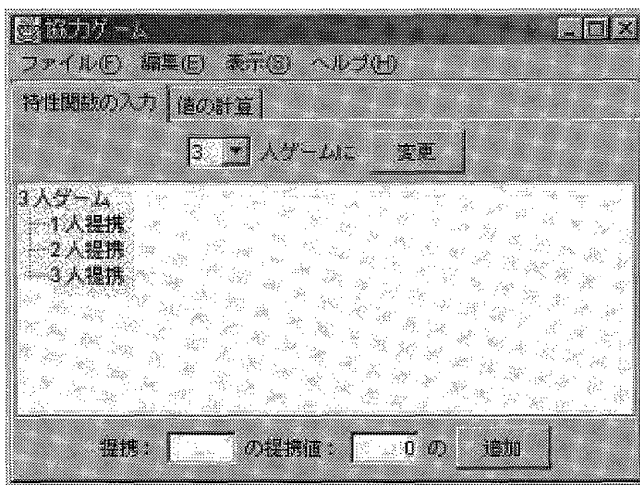 協力ゲーム
ファイル(F) 編集(E) 表示(S) ヘルプ(H)
特性関数の入力 値の計算
3 人ゲームに 変更
3人ゲーム
1人提携
2人提携
3人提携
提携： の提携値： 0 の 追加